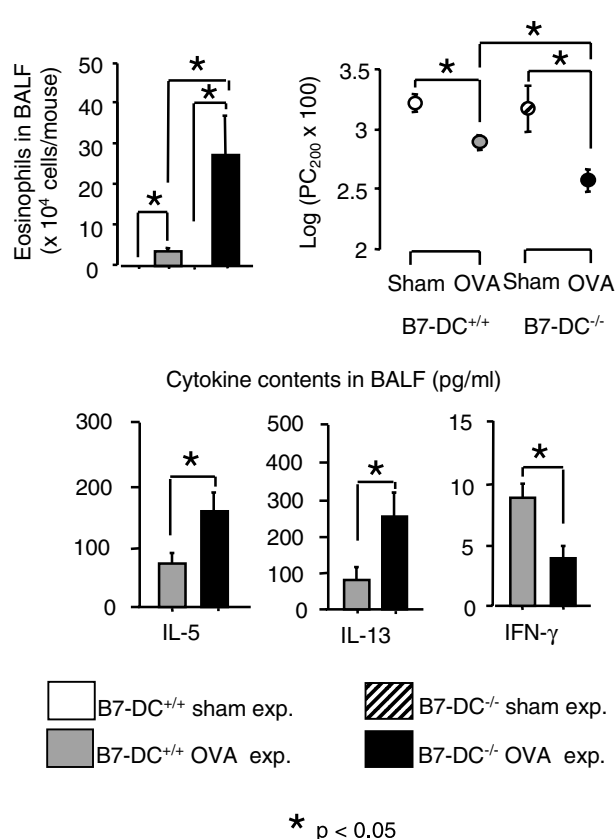 Eosinophils in BALF
(x 10⁴ cells/mouse)
50
40
30
20
10
0
* * *
Log (PC₂₀₀ x 100)
3.5
3
2.5
2
* * *
Sham OVA Sham OVA
B7-DC⁺/⁺ B7-DC⁻/⁻
Cytokine contents in BALF (pg/ml)
300
200
100
0
*
IL-5
500
400
300
200
100
0
*
IL-13
15
10
5
0
*
IFN-γ
B7-DC⁺/⁺ sham exp.
B7-DC⁻/⁻ sham exp.
B7-DC⁺/⁺ OVA exp.
B7-DC⁻/⁻ OVA exp.
* p < 0.05